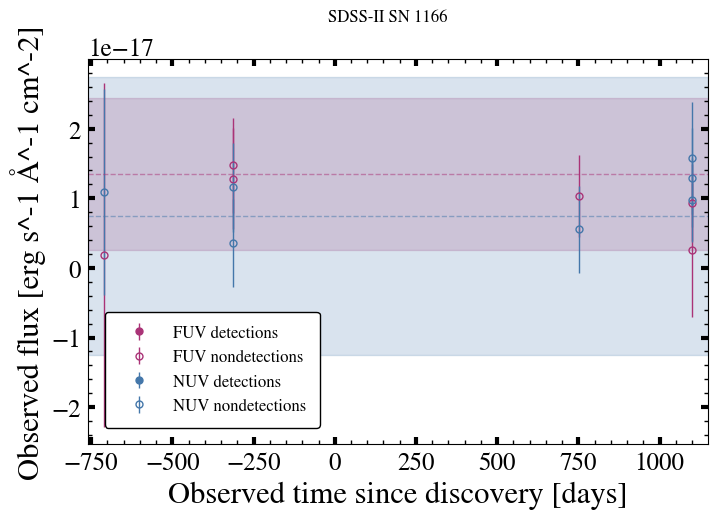 SDSS-II SN 1166
1e−17
Observed flux [erg s^-1 Å^-1 cm^-2]
2
1
0
−1
−2
FUV detections
FUV nondetections
NUV detections
NUV nondetections
−750 −500 −250 0 250 500 750 1000
Observed time since discovery [days]